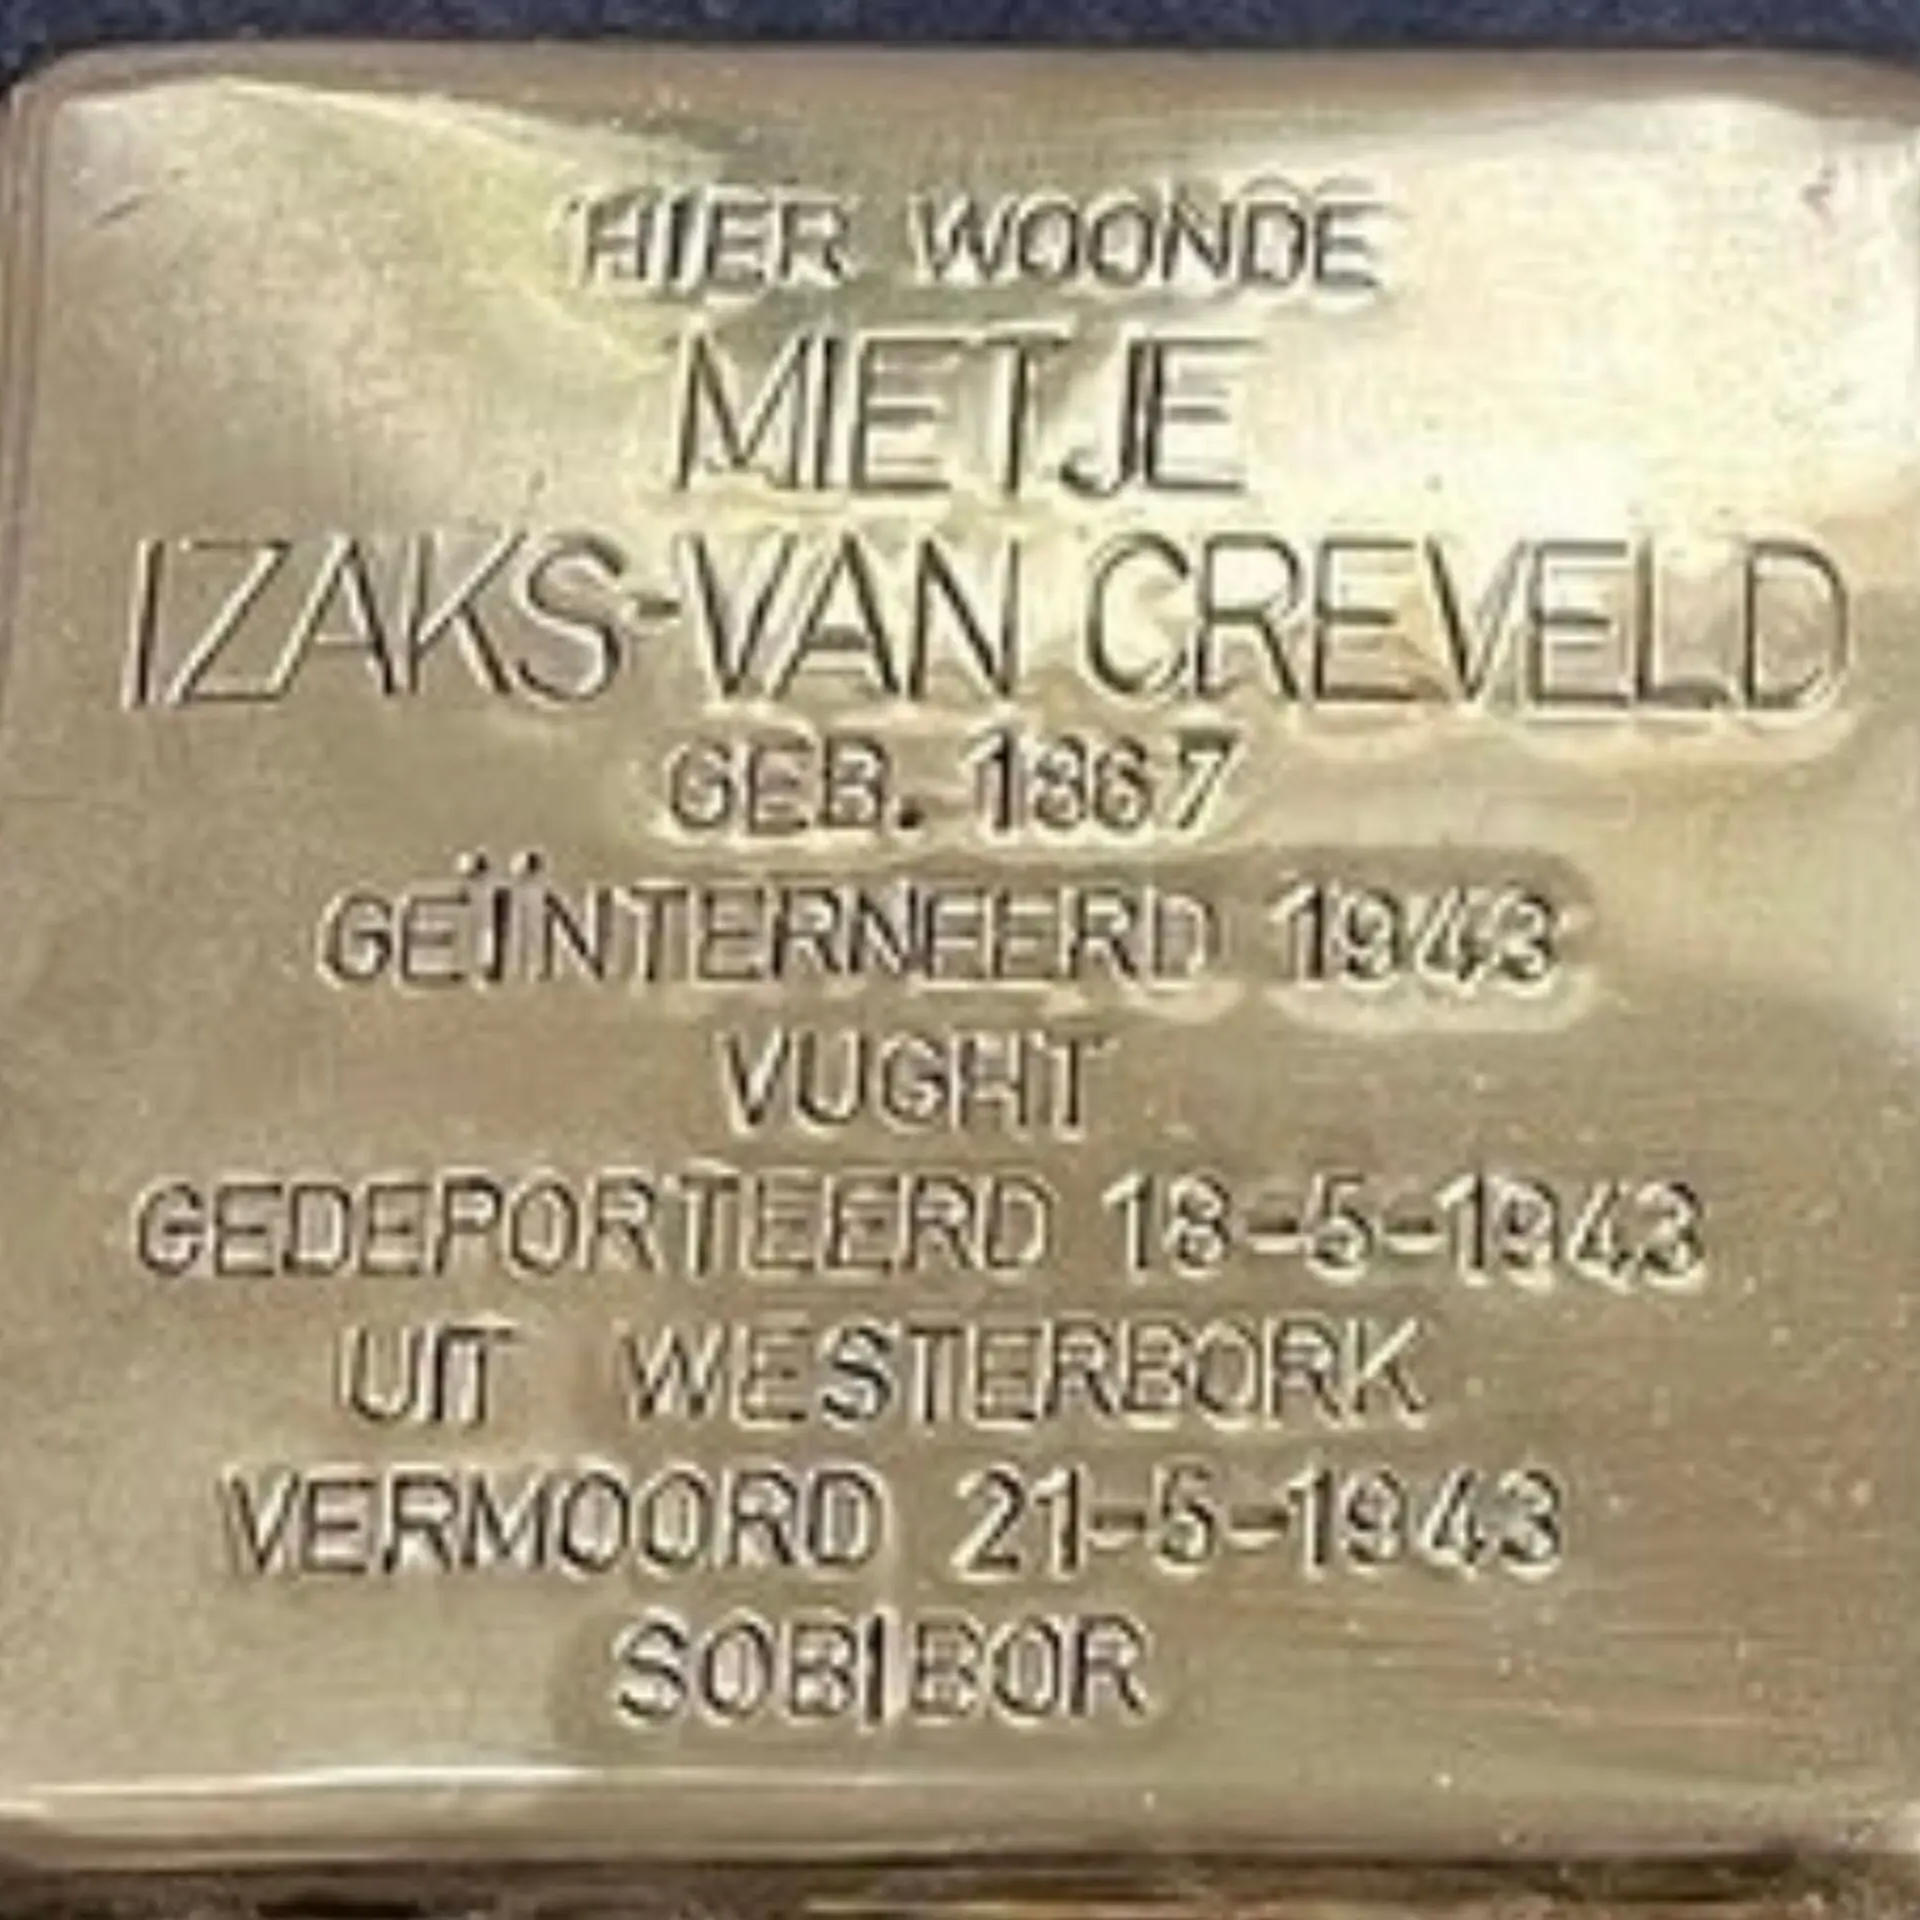 HIER WOONDE
MIETJE
IZAKS-VAN CREVELD
GEB. 1867
GEÏNTERNEERD 1943
VUGHT
GEDEPORTEERD 18-5-1943
UIT WESTERBORK
VERMOORD 21-5-1943
SOBIBOR